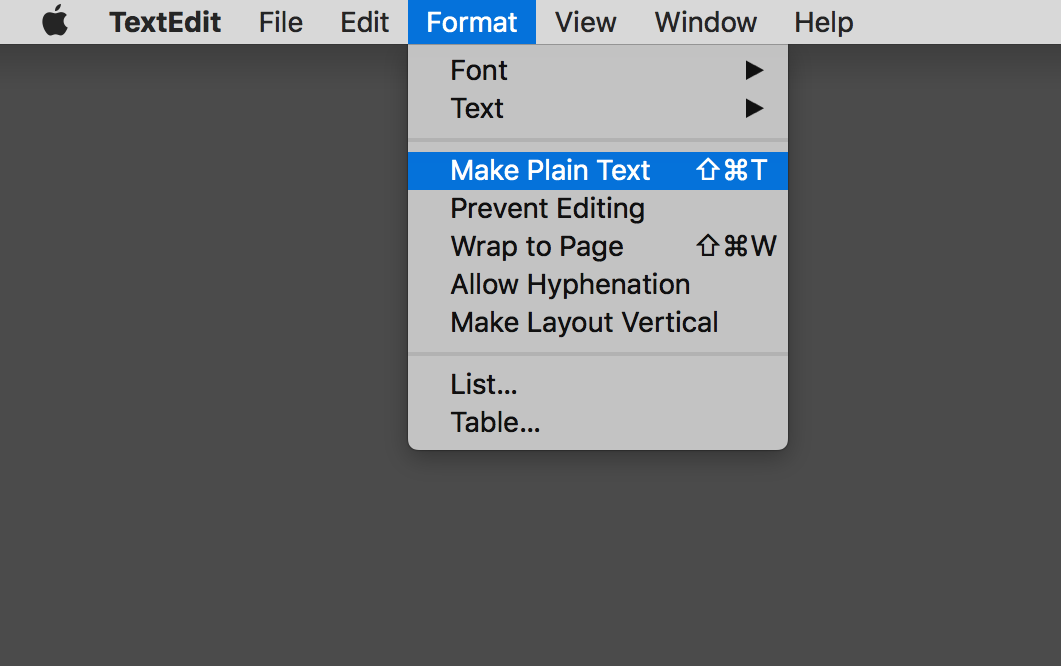 TextEdit File Edit Format View Window Help
Font ▶
Text ▶
Make Plain Text ⇧⌘T
Prevent Editing
Wrap to Page ⇧⌘W
Allow Hyphenation
Make Layout Vertical
List...
Table...